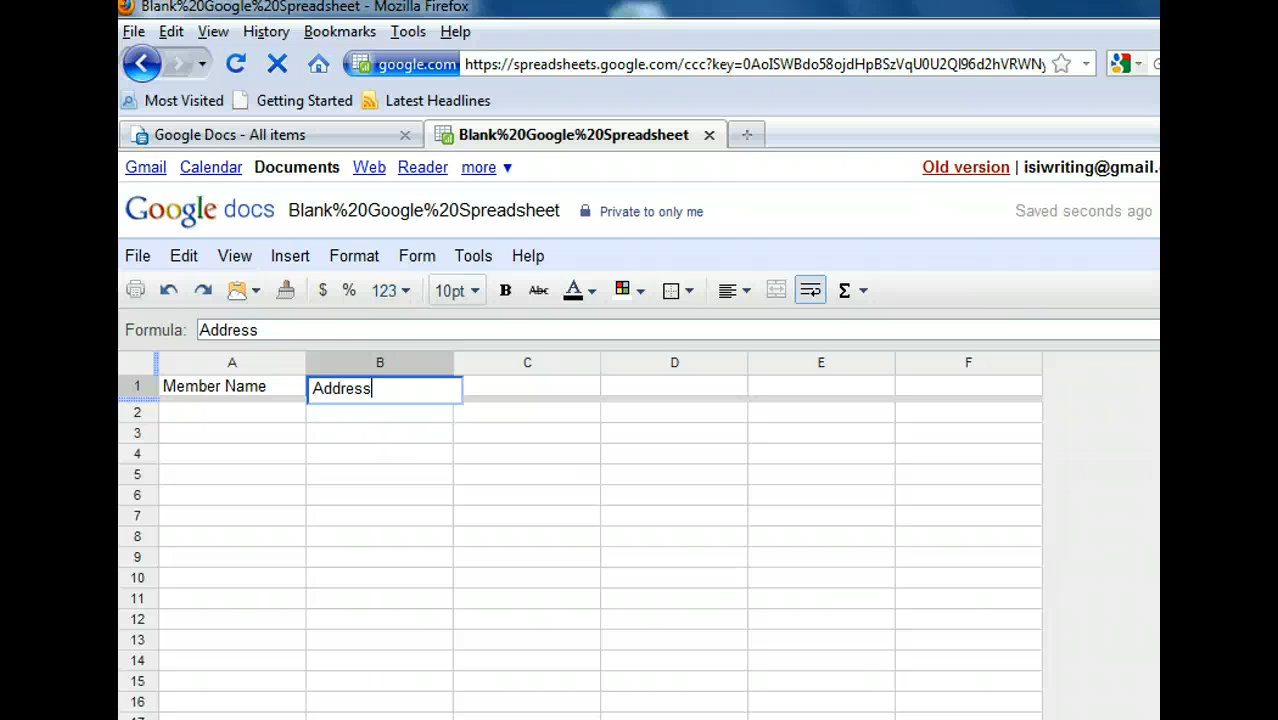 Blank%20Google%20Spreadsheet - Mozilla Firefox
File Edit View History Bookmarks Tools Help
google.com https://spreadsheets.google.com/ccc?key=0AoISWBdo58ojdHpBSzVqU0U2Ql96d2hVRWNy
Most Visited Getting Started Latest Headlines
Google Docs - All items Blank%20Google%20Spreadsheet
Gmail Calendar Documents Web Reader more ▼ Old version | isiwriting@gmail.
Google docs Blank%20Google%20Spreadsheet Private to only me Saved seconds ago
File Edit View Insert Format Form Tools Help
$ % 123 10pt B Abc A Σ
Formula: Address
A B C D E F
1 Member Name Address
2
3
4
5
6
7
8
9
10
11
12
13
14
15
16